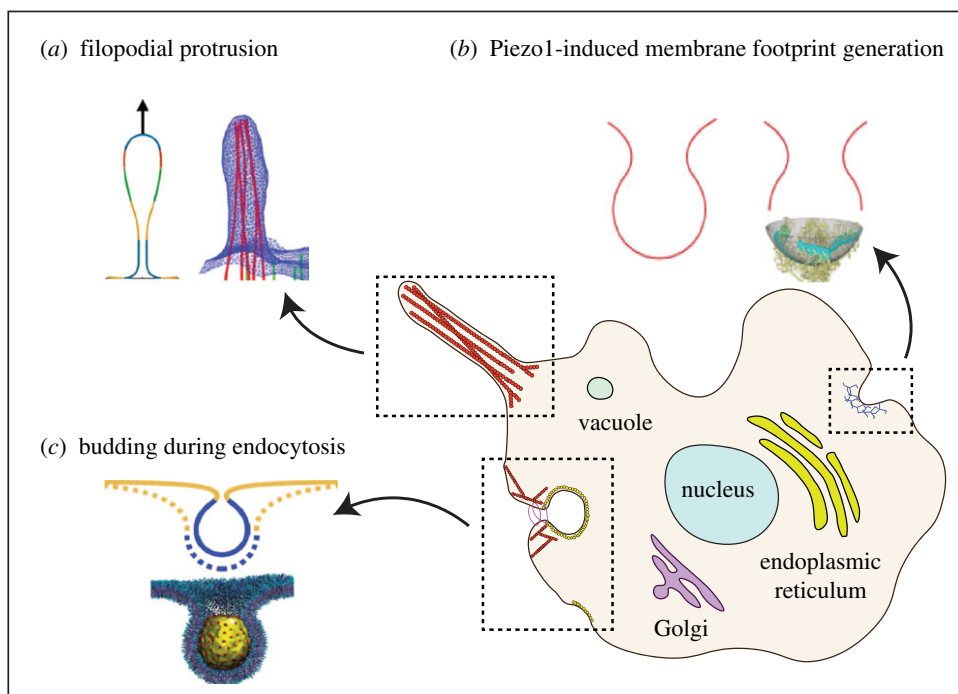 (a) filopodial protrusion
(b) Piezo1-induced membrane footprint generation
vacuole
(c) budding during endocytosis
nucleus
endoplasmic
reticulum
Golgi